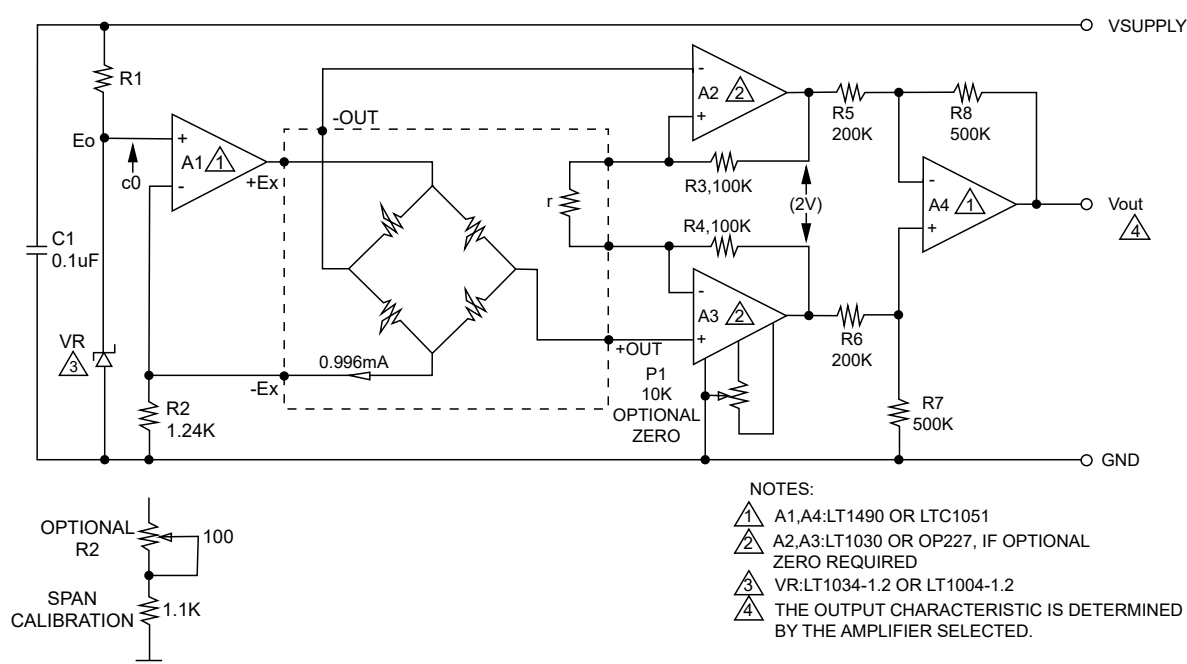 VSUPPLY
R1
-
A2
2
+
R5
200K
R8
500K
-OUT
Eo
+
A1
1
-
c0
+Ex
R3,100K
r
(2V)
R4,100K
-
A4
1
+
Vout
4
C1
0.1uF
-
A3
2
+
R6
200K
VR
3
0.996mA
-Ex
+OUT
P1
10K
OPTIONAL
ZERO
R7
500K
R2
1.24K
GND
OPTIONAL
R2
100
SPAN
CALIBRATION
1.1K
NOTES:
1 A1,A4:LT1490 OR LTC1051
2 A2,A3:LT1030 OR OP227, IF OPTIONAL
ZERO REQUIRED
3 VR:LT1034-1.2 OR LT1004-1.2
4 THE OUTPUT CHARACTERISTIC IS DETERMINED
BY THE AMPLIFIER SELECTED.